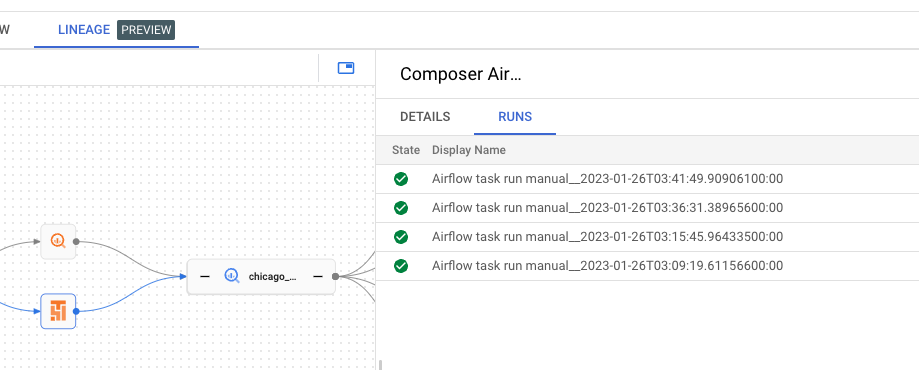 W
LINEAGE PREVIEW
Composer Air...
DETAILS RUNS
State Display Name
Airflow task run manual__2023-01-26T03:41:49.90906100:00
Airflow task run manual__2023-01-26T03:36:31.38965600:00
Airflow task run manual__2023-01-26T03:15:45.96433500:00
Airflow task run manual__2023-01-26T03:09:19.61156600:00
chicago_...